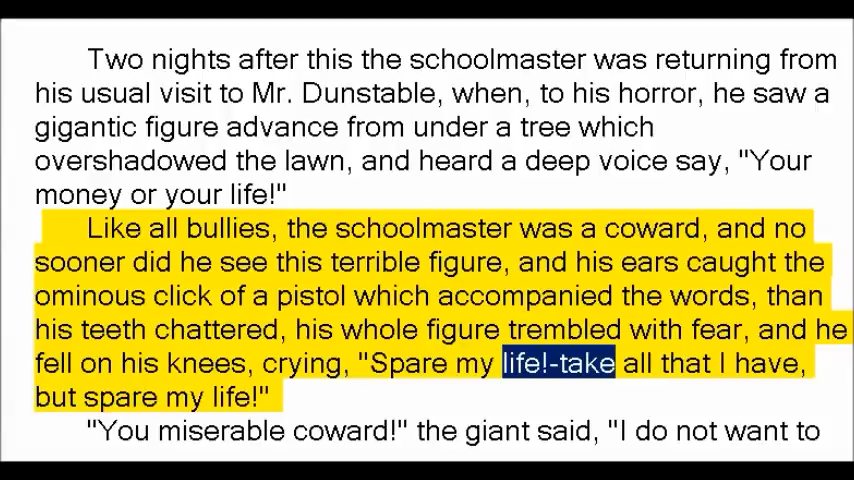 Two nights after this the schoolmaster was returning from
his usual visit to Mr. Dunstable, when, to his horror, he saw a
gigantic figure advance from under a tree which
overshadowed the lawn, and heard a deep voice say, "Your
money or your life!"
Like all bullies, the schoolmaster was a coward, and no
sooner did he see this terrible figure, and his ears caught the
ominous click of a pistol which accompanied the words, than
his teeth chattered, his whole figure trembled with fear, and he
fell on his knees, crying, "Spare my life!-take all that I have,
but spare my life!"
"You miserable coward!" the giant said, "I do not want to